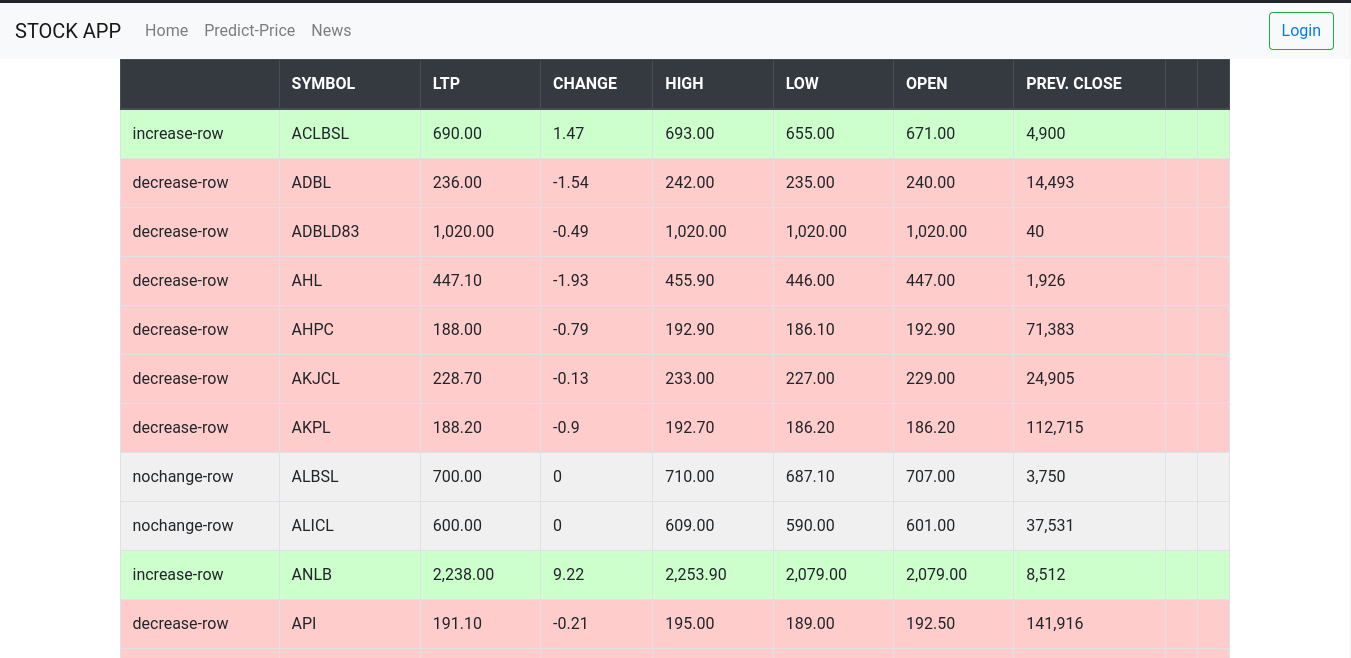 STOCK APP Home Predict-Price News Login
SYMBOL LTP CHANGE HIGH LOW OPEN PREV. CLOSE
increase-row ACLBSL 690.00 1.47 693.00 655.00 671.00 4,900
decrease-row ADBL 236.00 -1.54 242.00 235.00 240.00 14,493
decrease-row ADBLD83 1,020.00 -0.49 1,020.00 1,020.00 1,020.00 40
decrease-row AHL 447.10 -1.93 455.90 446.00 447.00 1,926
decrease-row AHPC 188.00 -0.79 192.90 186.10 192.90 71,383
decrease-row AKJCL 228.70 -0.13 233.00 227.00 229.00 24,905
decrease-row AKPL 188.20 -0.9 192.70 186.20 186.20 112,715
nochange-row ALBSL 700.00 0 710.00 687.10 707.00 3,750
nochange-row ALICL 600.00 0 609.00 590.00 601.00 37,531
increase-row ANLB 2,238.00 9.22 2,253.90 2,079.00 2,079.00 8,512
decrease-row API 191.10 -0.21 195.00 189.00 192.50 141,916